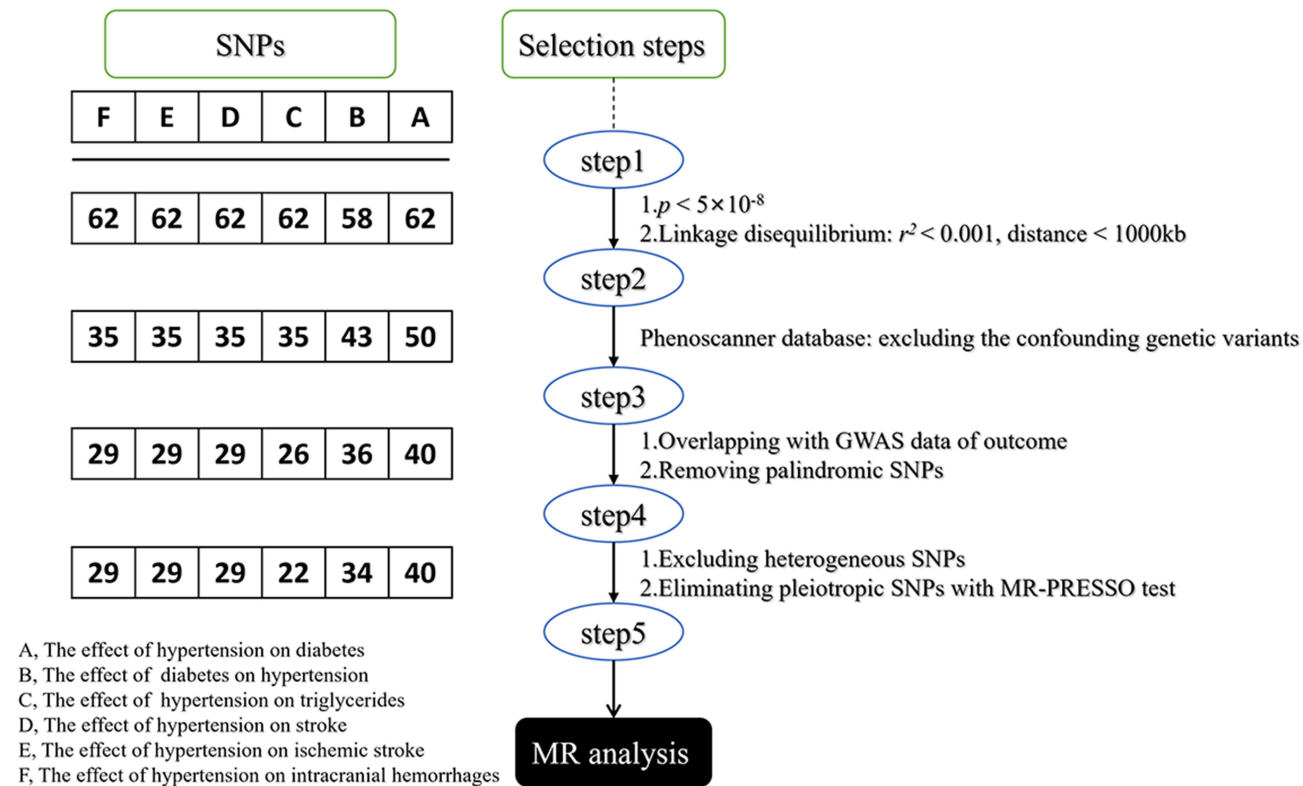 SNPs
Selection steps
F E D C B A
step1
62 62 62 62 58 62
1.p < 5×10-8
2.Linkage disequilibrium: r2 < 0.001, distance < 1000kb
step2
35 35 35 35 43 50
Phenoscanner database: excluding the confounding genetic variants
step3
29 29 29 26 36 40
1.Overlapping with GWAS data of outcome
2.Removing palindromic SNPs
step4
29 29 29 22 34 40
1.Excluding heterogeneous SNPs
2.Eliminating pleiotropic SNPs with MR-PRESSO test
step5
A, The effect of hypertension on diabetes
B, The effect of diabetes on hypertension
C, The effect of hypertension on triglycerides
D, The effect of hypertension on stroke
E, The effect of hypertension on ischemic stroke
F, The effect of hypertension on intracranial hemorrhages
MR analysis